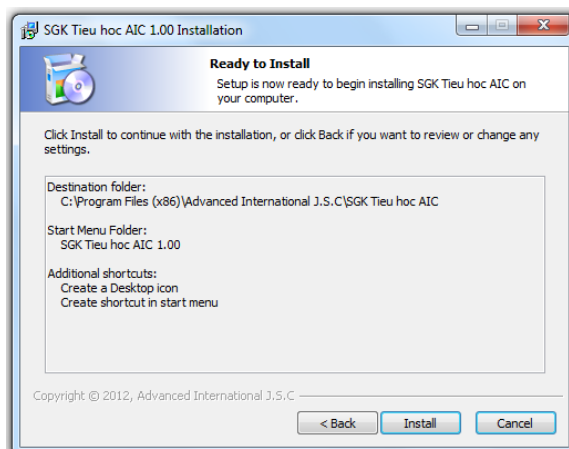 SGK Tieu hoc AIC 1.00 Installation
Ready to Install
Setup is now ready to begin installing SGK Tieu hoc AIC on
your computer.
Click Install to continue with the installation, or click Back if you want to review or change any
settings.
Destination folder:
C:\Program Files (x86)\Advanced International J.S.C\SGK Tieu hoc AIC
Start Menu Folder:
SGK Tieu hoc AIC 1.00
Additional shortcuts:
Create a Desktop icon
Create shortcut in start menu
Copyright © 2012, Advanced International J.S.C
< Back
Install
Cancel